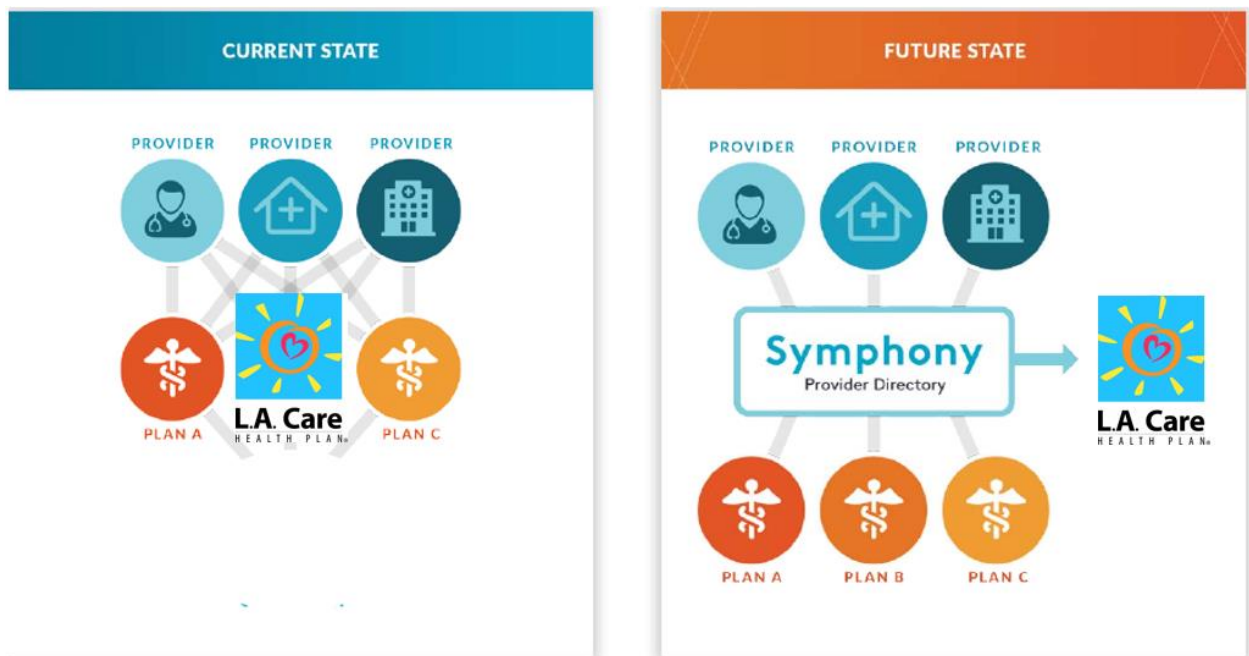 CURRENT STATE
PROVIDER PROVIDER PROVIDER
L.A. Care
HEALTH PLAN®
PLAN A
PLAN C
FUTURE STATE
PROVIDER PROVIDER PROVIDER
Symphony
Provider Directory
L.A. Care
HEALTH PLAN®
PLAN A PLAN B PLAN C